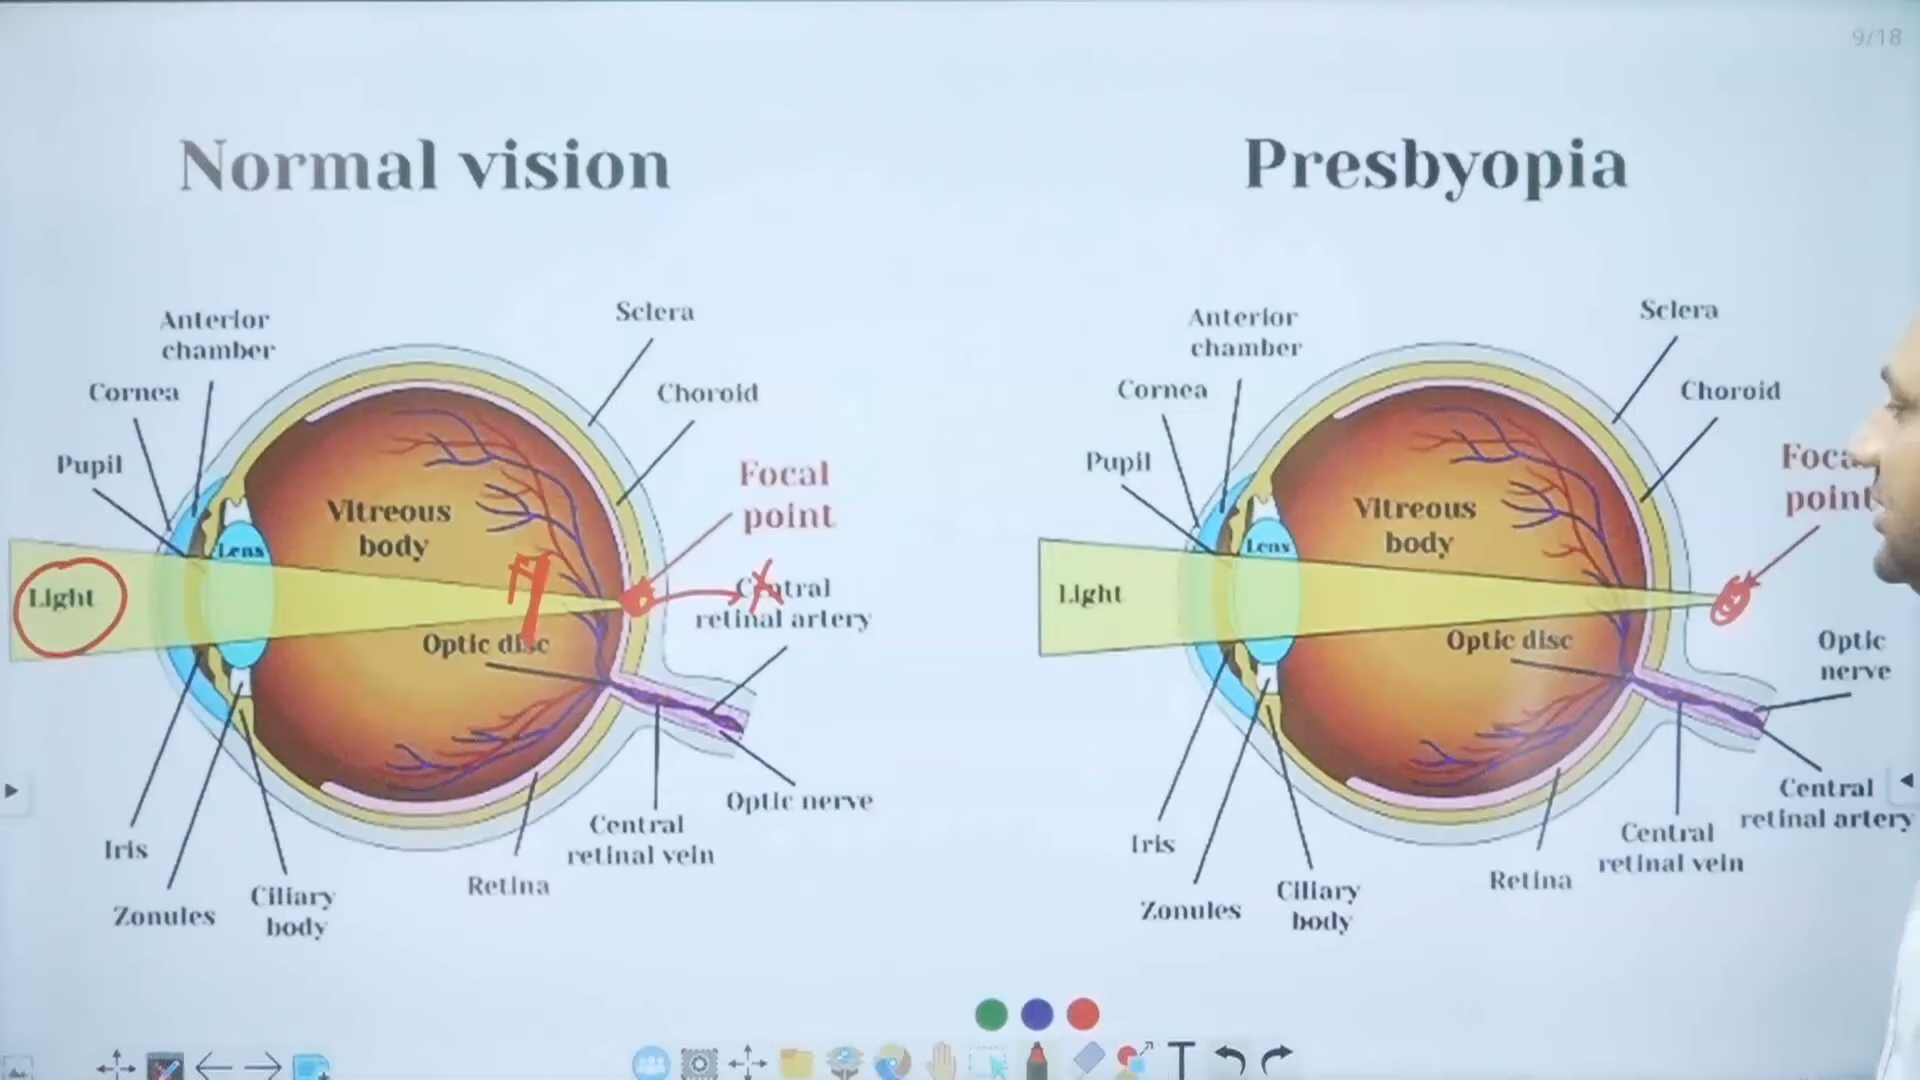 9/18
Normal vision
Presbyopia
Anterior
chamber
Sclera
Cornea
Choroid
Pupil
Focal
point
Vitreous
body
Lens
Light
Central
retinal artery
Optic disc
Optic nerve
Central
retinal vein
Iris
Retina
Zonules
Ciliary
body
Anterior
chamber
Sclera
Cornea
Choroid
Pupil
point
Vitreous
body
Lens
Light
Optic disc
Optic
nerve
Central
retinal artery
Central
retinal vein
Iris
Retina
Zonules
Ciliary
body
T